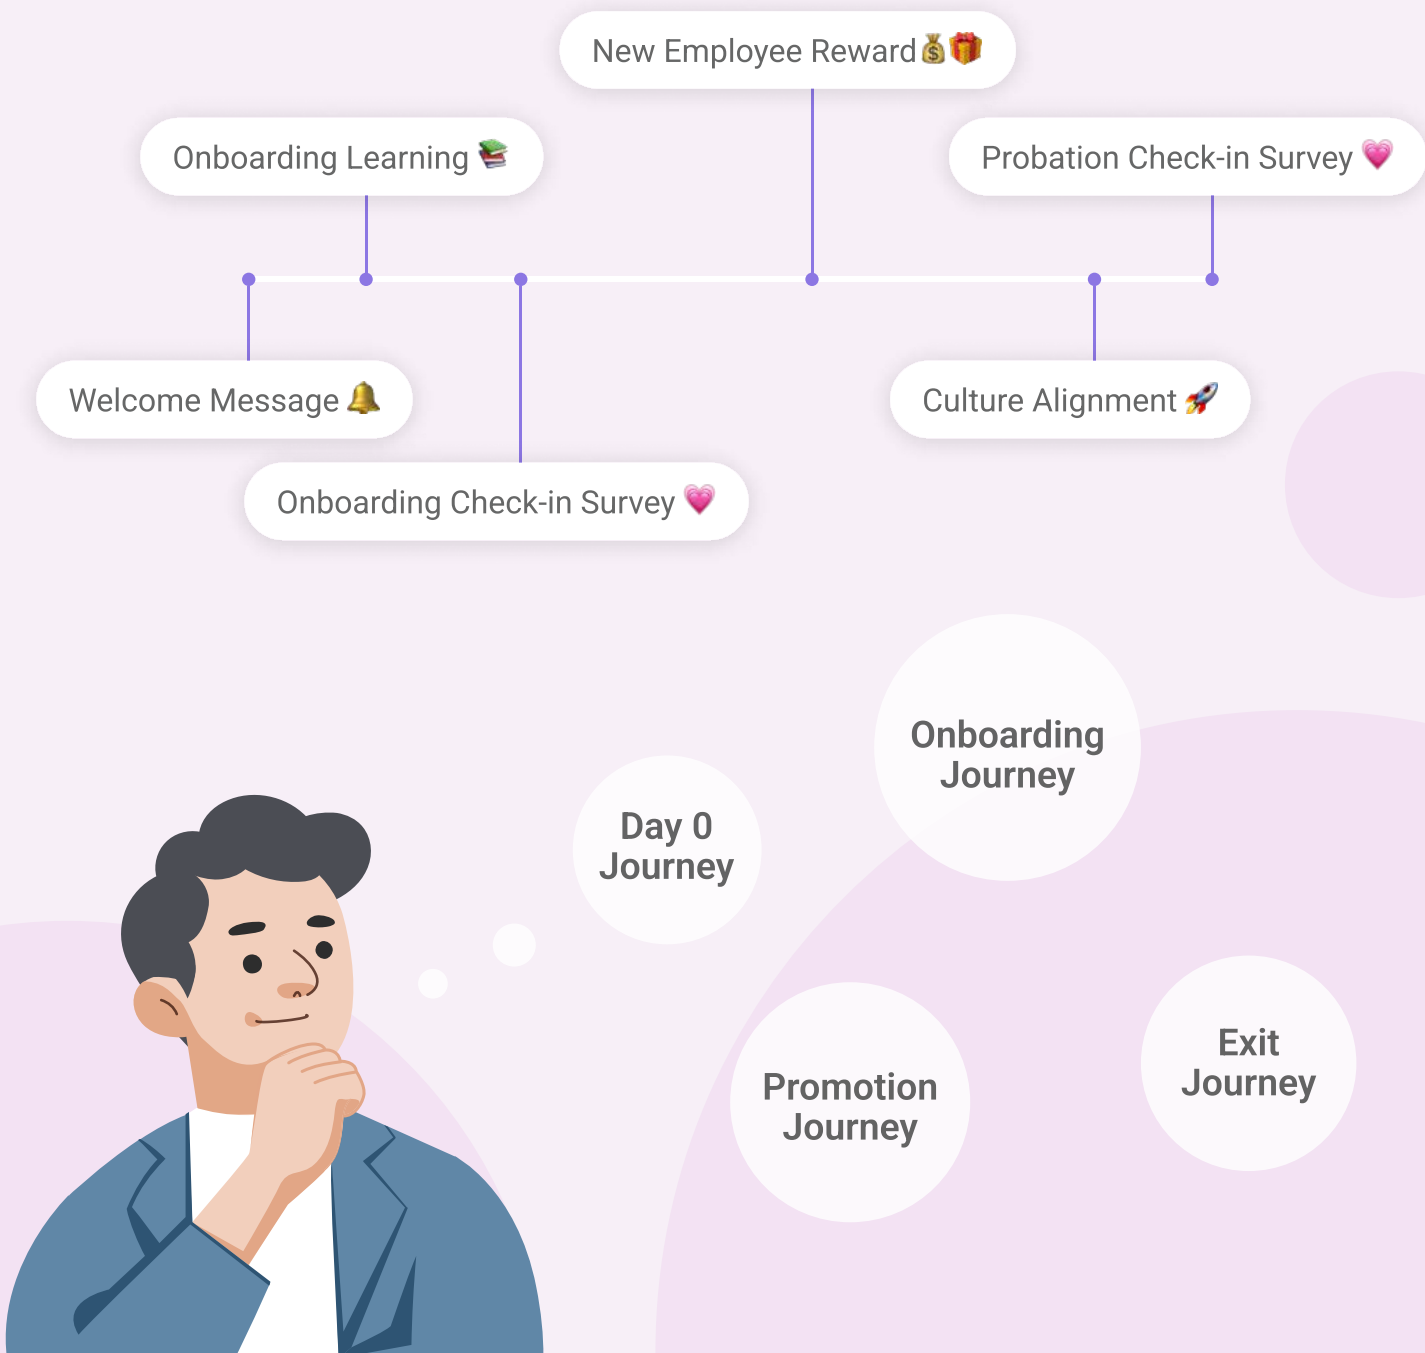 New Employee Reward💰🎁
Onboarding Learning 📚
Probation Check-in Survey 💗
Welcome Message 🔔
Culture Alignment 🚀
Onboarding Check-in Survey 💗
Onboarding
Journey
Day 0
Journey
Exit
Journey
Promotion
Journey